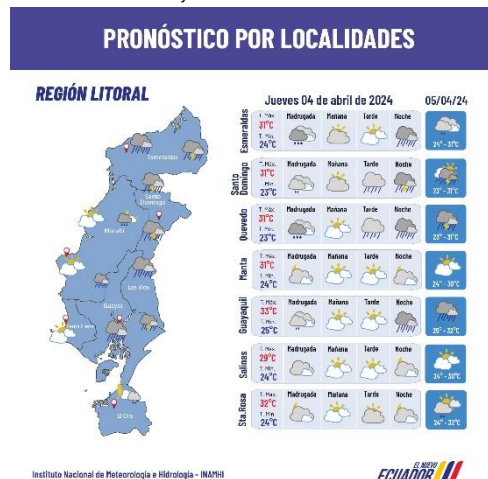 PRONÓSTICO POR LOCALIDADES
REGIÓN LITORAL
Jueves 04 de abril de 2024
05/04/24
Esmeraldas
T. Máx.
31°C
T. Mín.
24°C
Madrugada
Mañana
Tarde
Noche
24° - 31°C
Santo Domingo
T. Máx.
31°C
T. Mín.
23°C
Madrugada
Mañana
Tarde
Noche
23° - 31°C
Quevedo
T. Máx.
31°C
T. Mín.
23°C
Madrugada
Mañana
Tarde
Noche
23° - 31°C
Manta
T. Máx.
31°C
T. Mín.
24°C
Madrugada
Mañana
Tarde
Noche
24° - 30°C
Guayaquil
T. Máx.
33°C
T. Mín.
25°C
Madrugada
Mañana
Tarde
Noche
25° - 32°C
Salinas
T. Máx.
29°C
T. Mín.
24°C
Madrugada
Mañana
Tarde
Noche
24° - 30°C
Sta.Rosa
T. Máx.
32°C
T. Mín.
24°C
Madrugada
Mañana
Tarde
Noche
24° - 32°C
Esmeraldas
Santo
Domingo
Manabí
Los Ríos
Guayas
Santa Elena
El Oro
Instituto Nacional de Meteorología e Hidrología - INAMHI
EL NUEVO
ECUADOR